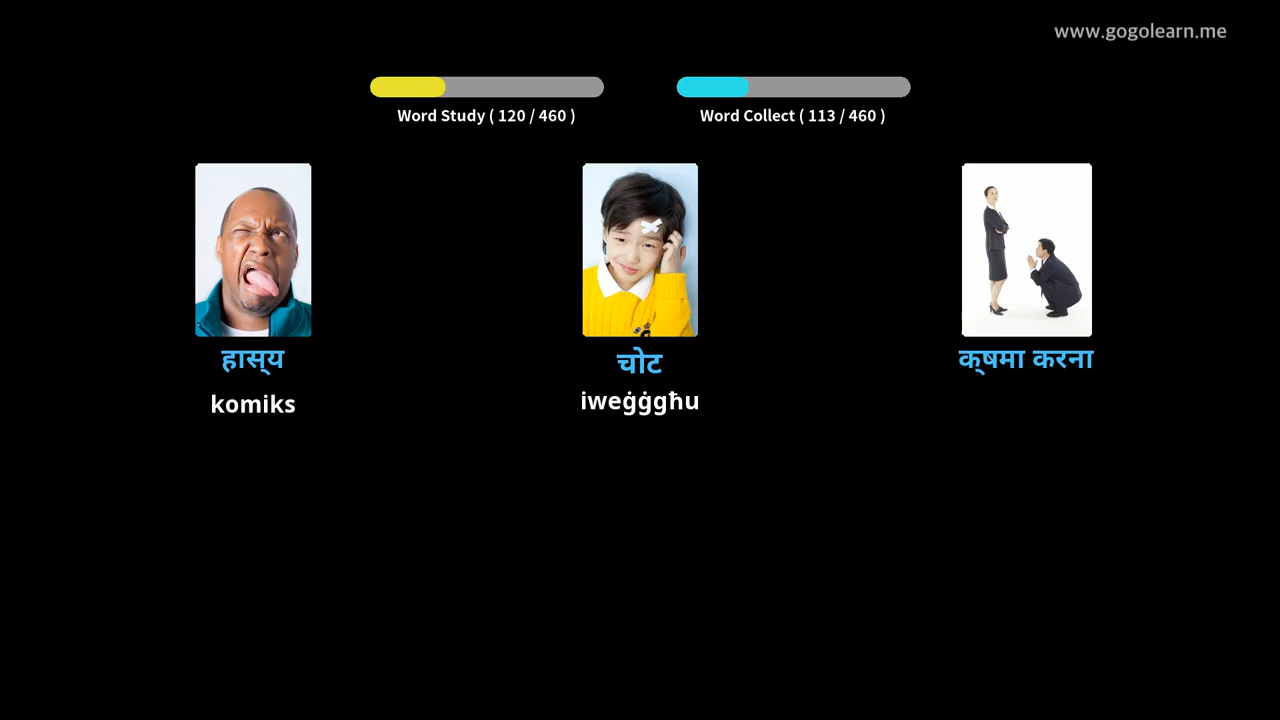 www.gogolearn.me
Word Study ( 120 / 460 )
Word Collect ( 113 / 460 )
हास्‌य
चोट
क्‌षमा करना
komiks
iweġġgħu